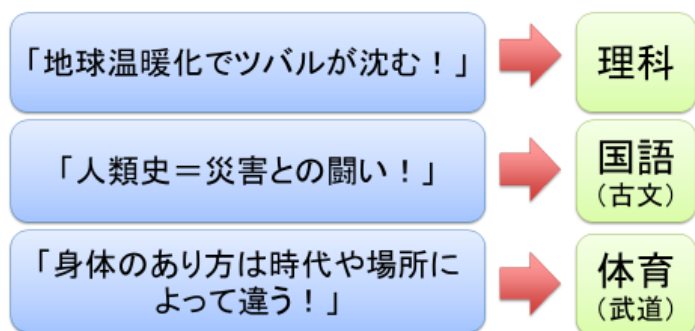 「地球温暖化でツバルが沈む！」
理科
「人類史＝災害との闘い！」
国語
（古文）
「身体のあり方は時代や場所に
よって違う！」
体育
（武道）